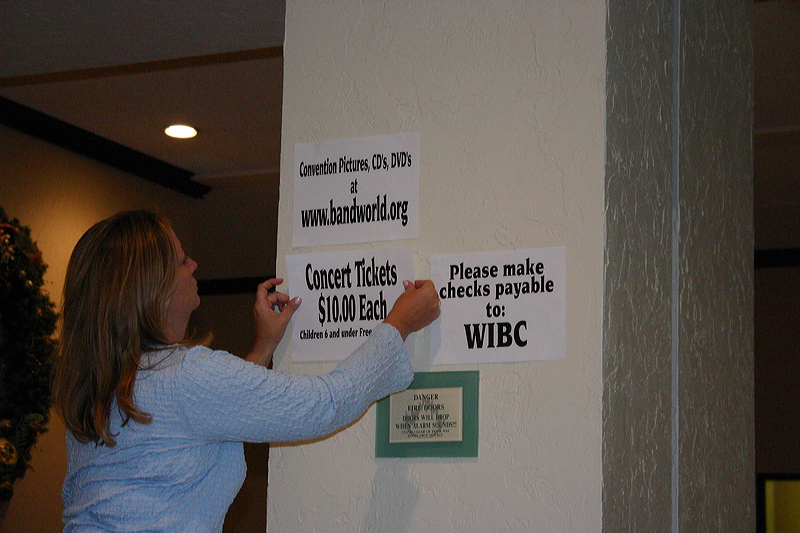 Convention Pictures, CD's, DVD's
at
www.bandworld.org
Concert Tickets
$10.00 Each
Children 6 and under Free
Please make
checks payable
to:
WIBC
DANGER
FIRE DOORS
DOORS WILL DROP
WHEN ALARM SOUNDS!!